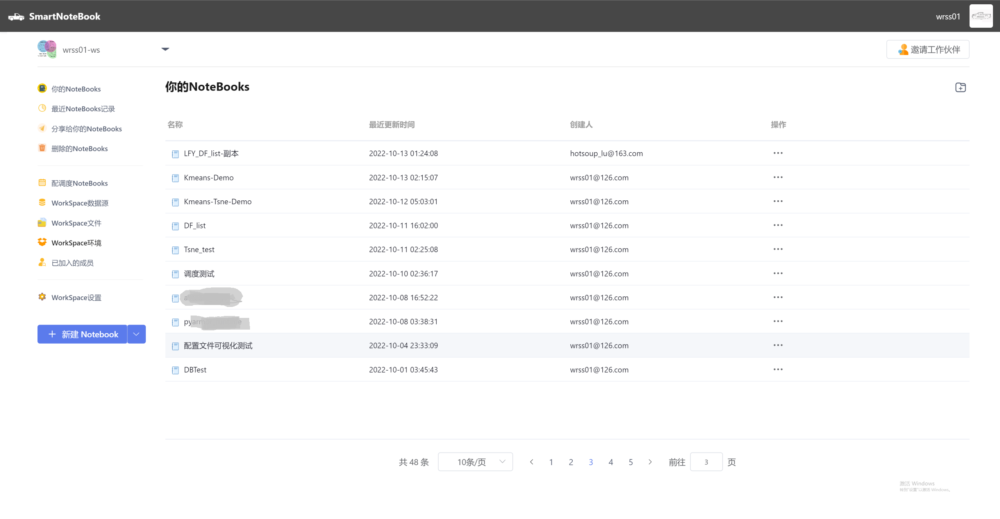 SmartNoteBook
wrss01
wrss01-ws
邀请工作伙伴
你的NoteBooks
最近NoteBooks记录
分享给你的NoteBooks
删除的NoteBooks
配调度NoteBooks
WorkSpace数据源
WorkSpace文件
WorkSpace环境
已加入的成员
WorkSpace设置
新建 Notebook
你的NoteBooks
名称 最近更新时间 创建人 操作
LFY_DF_list-副本 2022-10-13 01:24:08 hotsoup_lu@163.com
Kmeans-Demo 2022-10-13 02:15:07 wrss01@126.com
Kmeans-Tsne-Demo 2022-10-12 05:03:01 wrss01@126.com
DF_list 2022-10-11 16:02:00 wrss01@126.com
Tsne_test 2022-10-11 02:25:08 wrss01@126.com
调度测试 2022-10-10 02:36:17 wrss01@126.com
2022-10-08 16:52:22 wrss01@126.com
2022-10-08 03:38:31 wrss01@126.com
配置文件可视化测试 2022-10-04 23:33:09 wrss01@126.com
DBTest 2022-10-01 03:45:43 wrss01@126.com
共 48 条 10条/页 1 2 3 4 5 前往 3 页
激活 Windows
转到"设置"以激活 Windows。